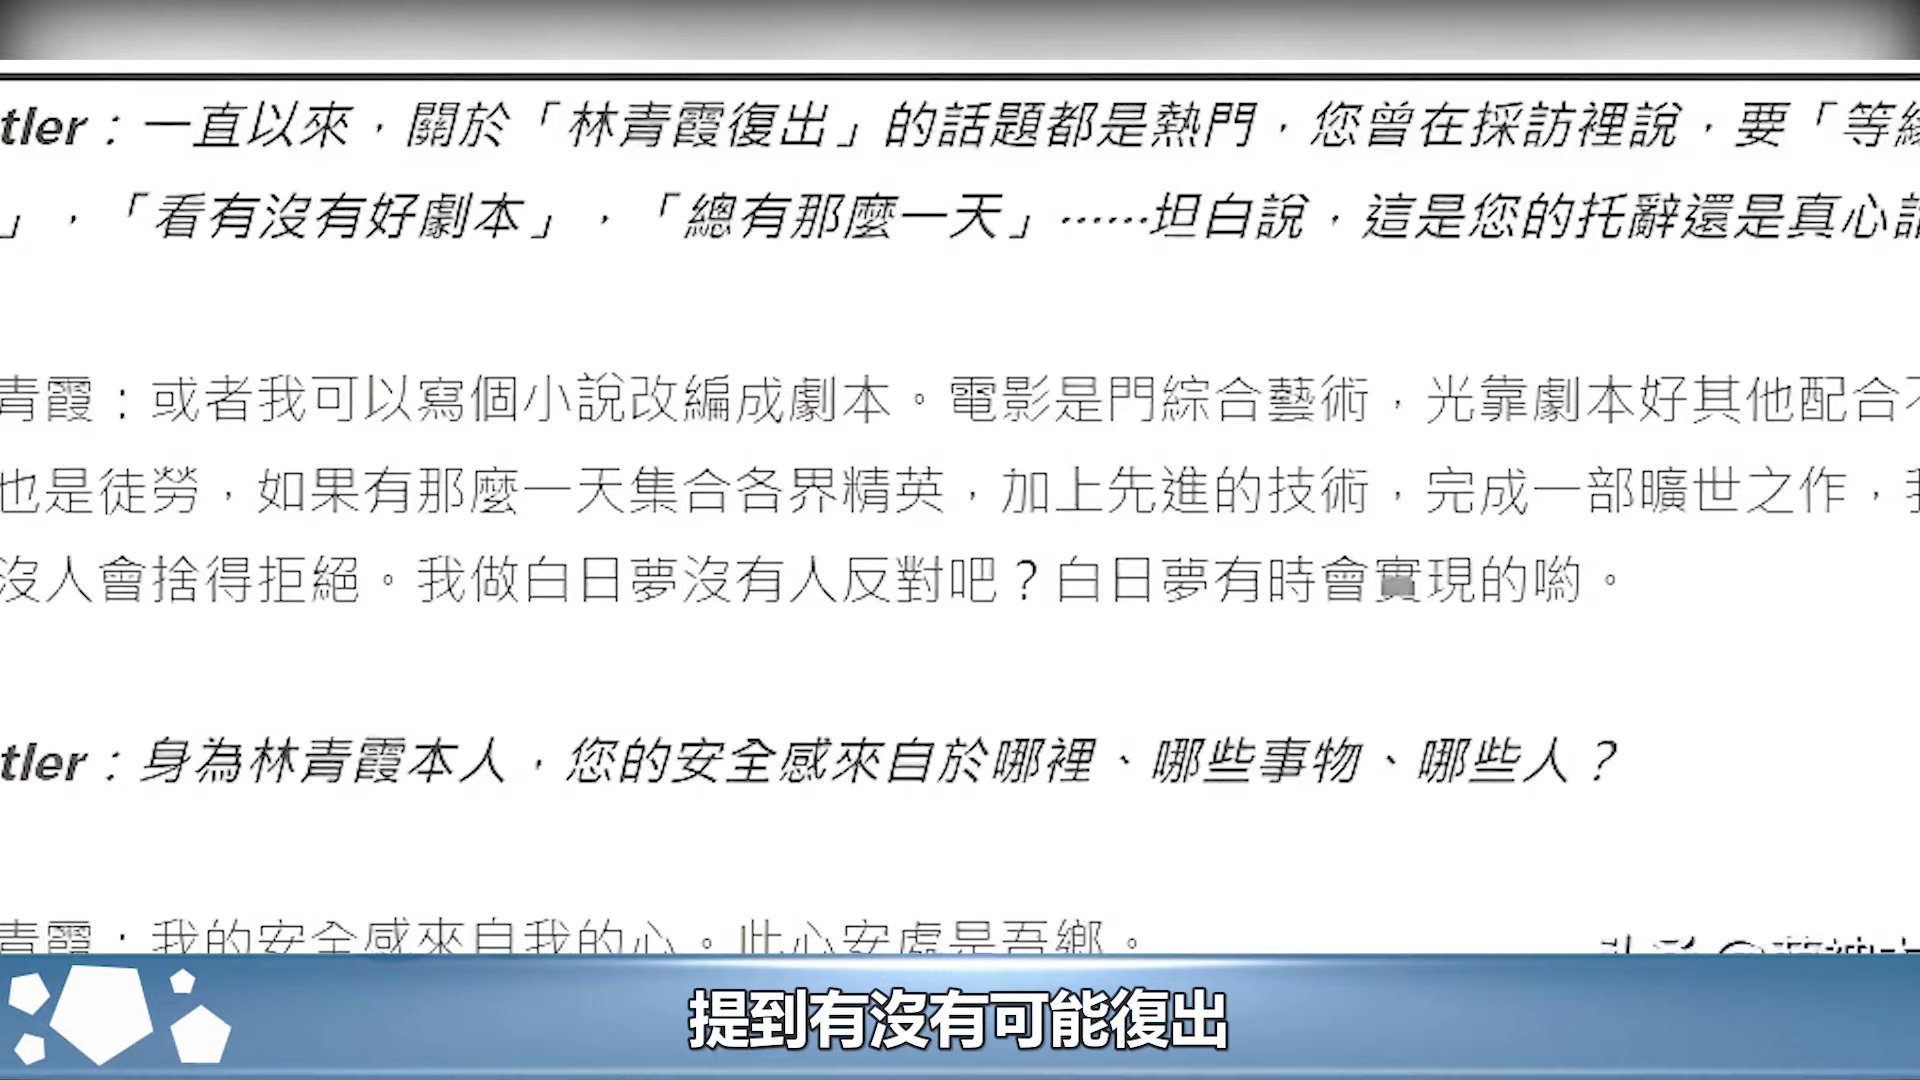 tler：一直以來，關於「林青霞復出」的話題都是熱門，您曾在採訪裡說，要「等
」，「看有沒有好劇本」，「總有那麼一天」……坦白說，這是您的托辭還是真心
青霞：或者我可以寫個小說改編成劇本。電影是門綜合藝術，光靠劇本好其他配合
也是徒勞，如果有那麼一天集合各界精英，加上先進的技術，完成一部曠世之作，
沒人會捨得拒絕。我做白日夢沒有人反對吧？白日夢有時會實現的喲。
tler：身為林青霞本人，您的安全感來自於哪裡、哪些事物、哪些人？
青霞：我的安全感來自我的心。此心安處是吾鄉。
提到有沒有可能復出